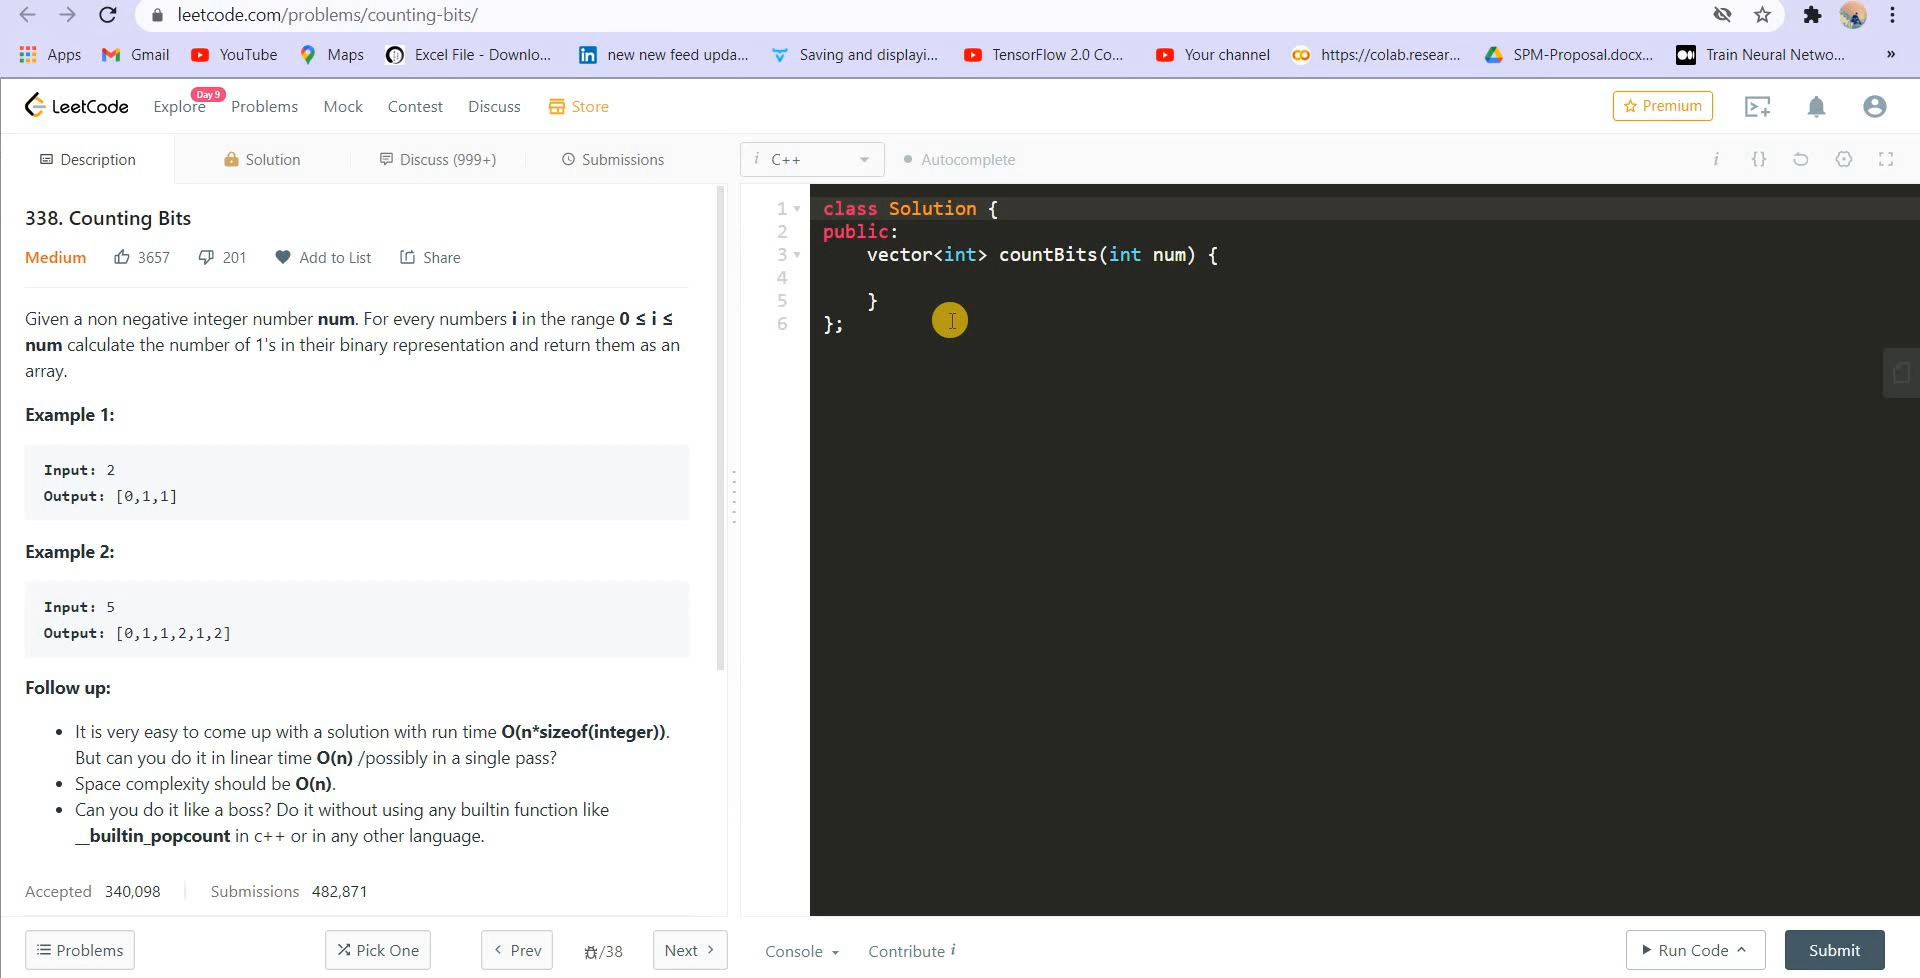 leetcode.com/problems/counting-bits/
Apps Gmail YouTube Maps Excel File - Downlo... new new feed upda... Saving and displayi... TensorFlow 2.0 Co... Your channel https://colab.resear... SPM-Proposal.docx... Train Neural Netwo... »
Day 9
LeetCode Explore Problems Mock Contest Discuss Store Premium
Description Solution Discuss (999+) Submissions i C++ Autocomplete i {}
338. Counting Bits
Medium 3657 201 Add to List Share
Given a non negative integer number num. For every numbers i in the range 0 ≤ i ≤
num calculate the number of 1's in their binary representation and return them as an
array.
Example 1:
Input: 2
Output: [0,1,1]
Example 2:
Input: 5
Output: [0,1,1,2,1,2]
Follow up:
• It is very easy to come up with a solution with run time O(n*sizeof(integer)).
But can you do it in linear time O(n) /possibly in a single pass?
• Space complexity should be O(n).
• Can you do it like a boss? Do it without using any builtin function like
__builtin_popcount in c++ or in any other language.
Accepted 340,098 Submissions 482,871
1 class Solution {
2 public:
3     vector<int> countBits(int num) {
4
5     }
6 };
Problems Pick One < Prev /38 Next > Console Contribute i Run Code Submit